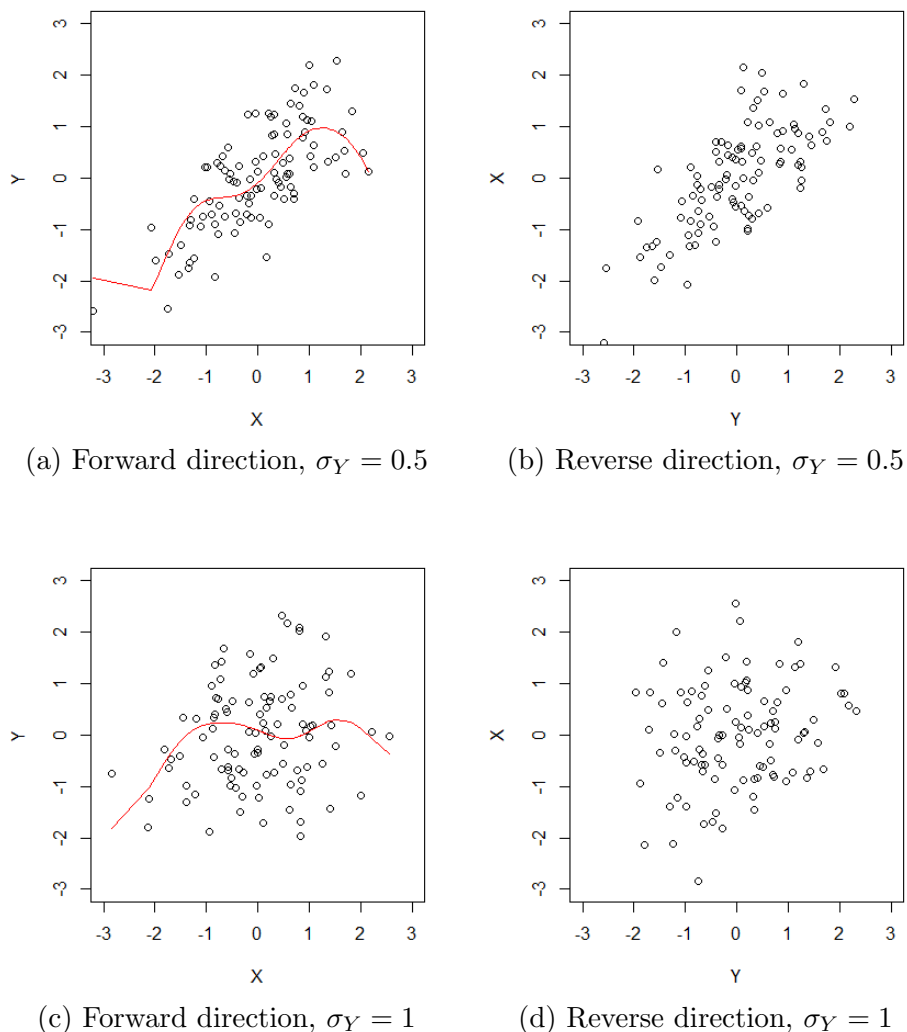 3
2
1
0
-1
-2
-3
Y
-3 -2 -1 0 1 2 3
X
(a) Forward direction, σ_Y = 0.5
3
2
1
0
-1
-2
-3
X
-3 -2 -1 0 1 2 3
Y
(b) Reverse direction, σ_Y = 0.5
3
2
1
0
-1
-2
-3
Y
-3 -2 -1 0 1 2 3
X
(c) Forward direction, σ_Y = 1
3
2
1
0
-1
-2
-3
X
-3 -2 -1 0 1 2 3
Y
(d) Reverse direction, σ_Y = 1